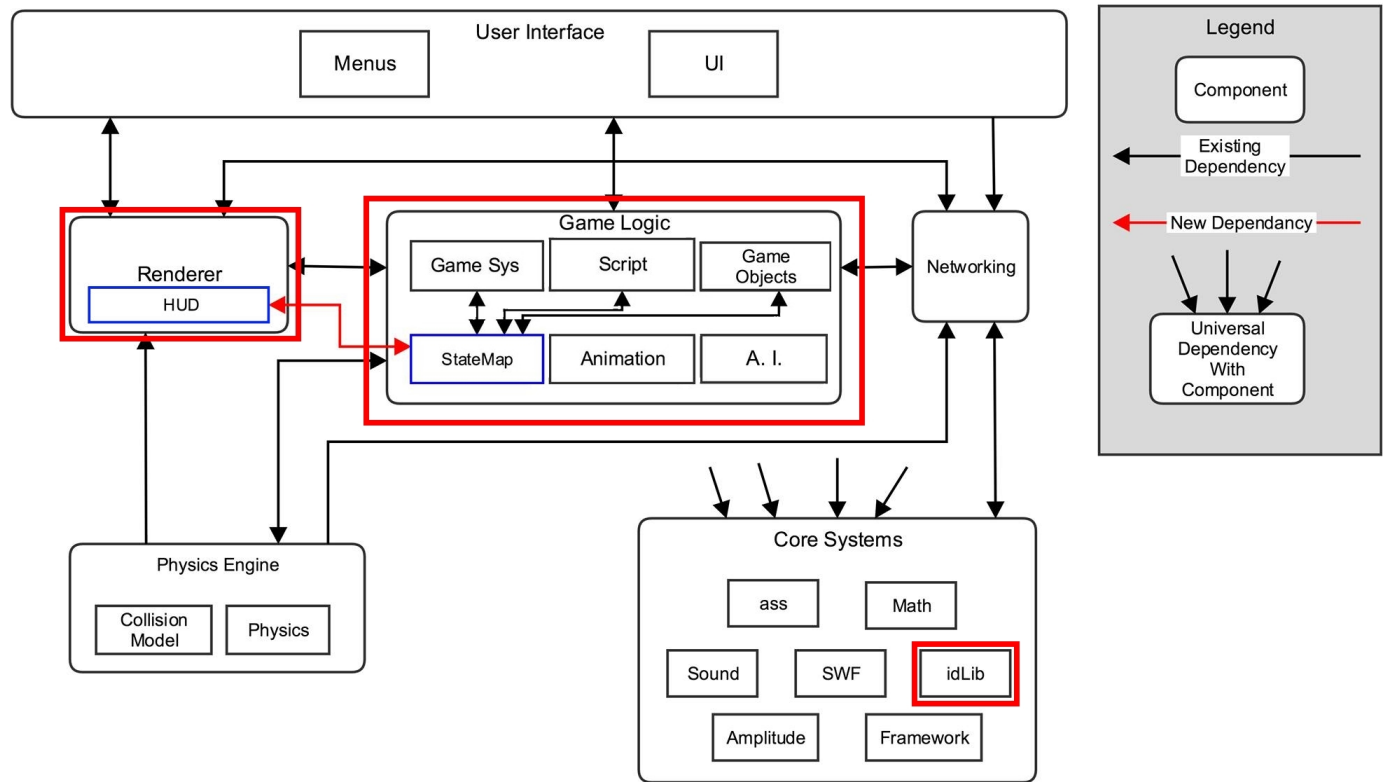 User Interface
Menus
UI
Legend
Component
Existing
Dependency
New Dependancy
Universal
Dependency
With
Component
Game Logic
Game Sys
Script
Game
Objects
StateMap
Animation
A. I.
Renderer
HUD
Networking
Physics Engine
Collision
Model
Physics
Core Systems
ass
Math
Sound
SWF
idLib
Amplitude
Framework